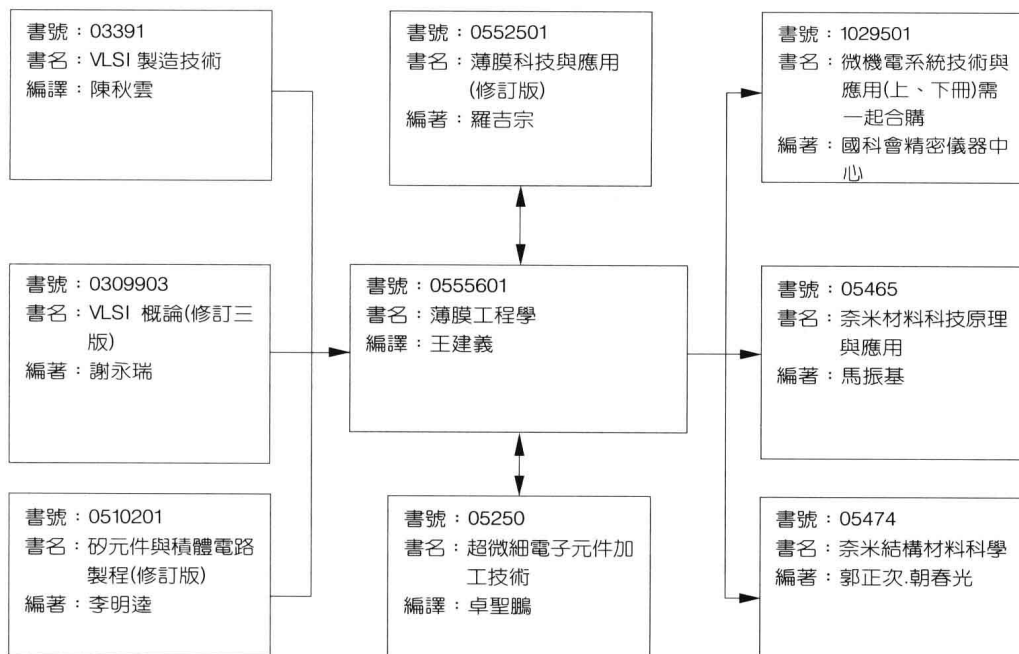 書號：03391
書名：VLSI 製造技術
編譯：陳秋雲
書號：0552501
書名：薄膜科技與應用
(修訂版)
編著：羅吉宗
書號：1029501
書名：微機電系統技術與
應用(上、下冊)需
一起合購
編著：國科會精密儀器中
心
書號：0309903
書名：VLSI 概論(修訂三
版)
編著：謝永瑞
書號：0555601
書名：薄膜工程學
編譯：王建義
書號：05465
書名：奈米材料科技原理
與應用
編著：馬振基
書號：0510201
書名：矽元件與積體電路
製程(修訂版)
編著：李明逵
書號：05250
書名：超微細電子元件加
工技術
編譯：卓聖鵬
書號：05474
書名：奈米結構材料科學
編著：郭正次.朝春光